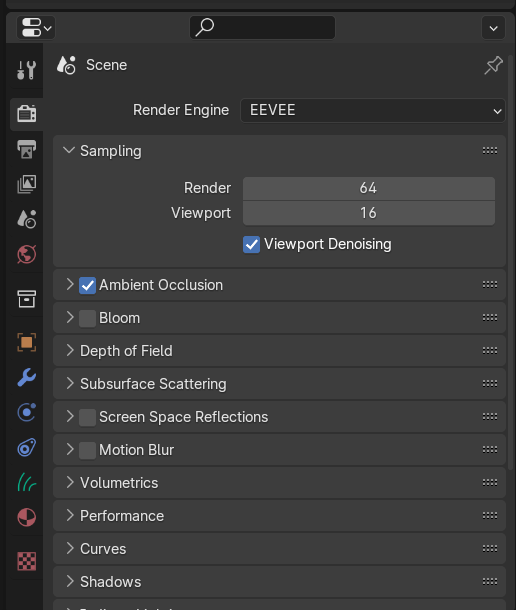 Scene
Render Engine EEVEE
Sampling
Render 64
Viewport 16
Viewport Denoising
Ambient Occlusion
Bloom
Depth of Field
Subsurface Scattering
Screen Space Reflections
Motion Blur
Volumetrics
Performance
Curves
Shadows